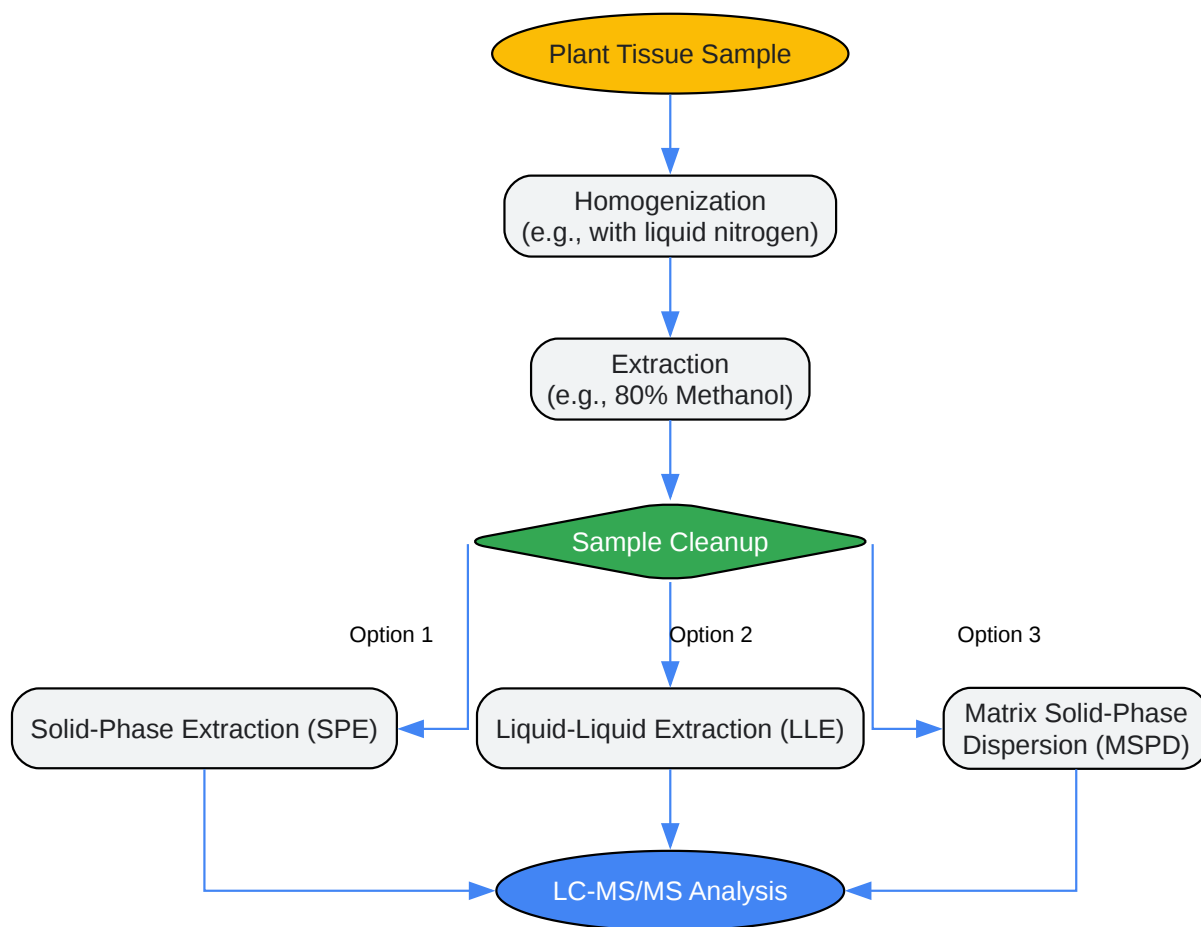 Plant Tissue Sample
Homogenization
(e.g., with liquid nitrogen)
Extraction
(e.g., 80% Methanol)
Sample Cleanup
Option 1
Option 2
Option 3
Solid-Phase Extraction (SPE)
Liquid-Liquid Extraction (LLE)
Matrix Solid-Phase
Dispersion (MSPD)
LC-MS/MS Analysis